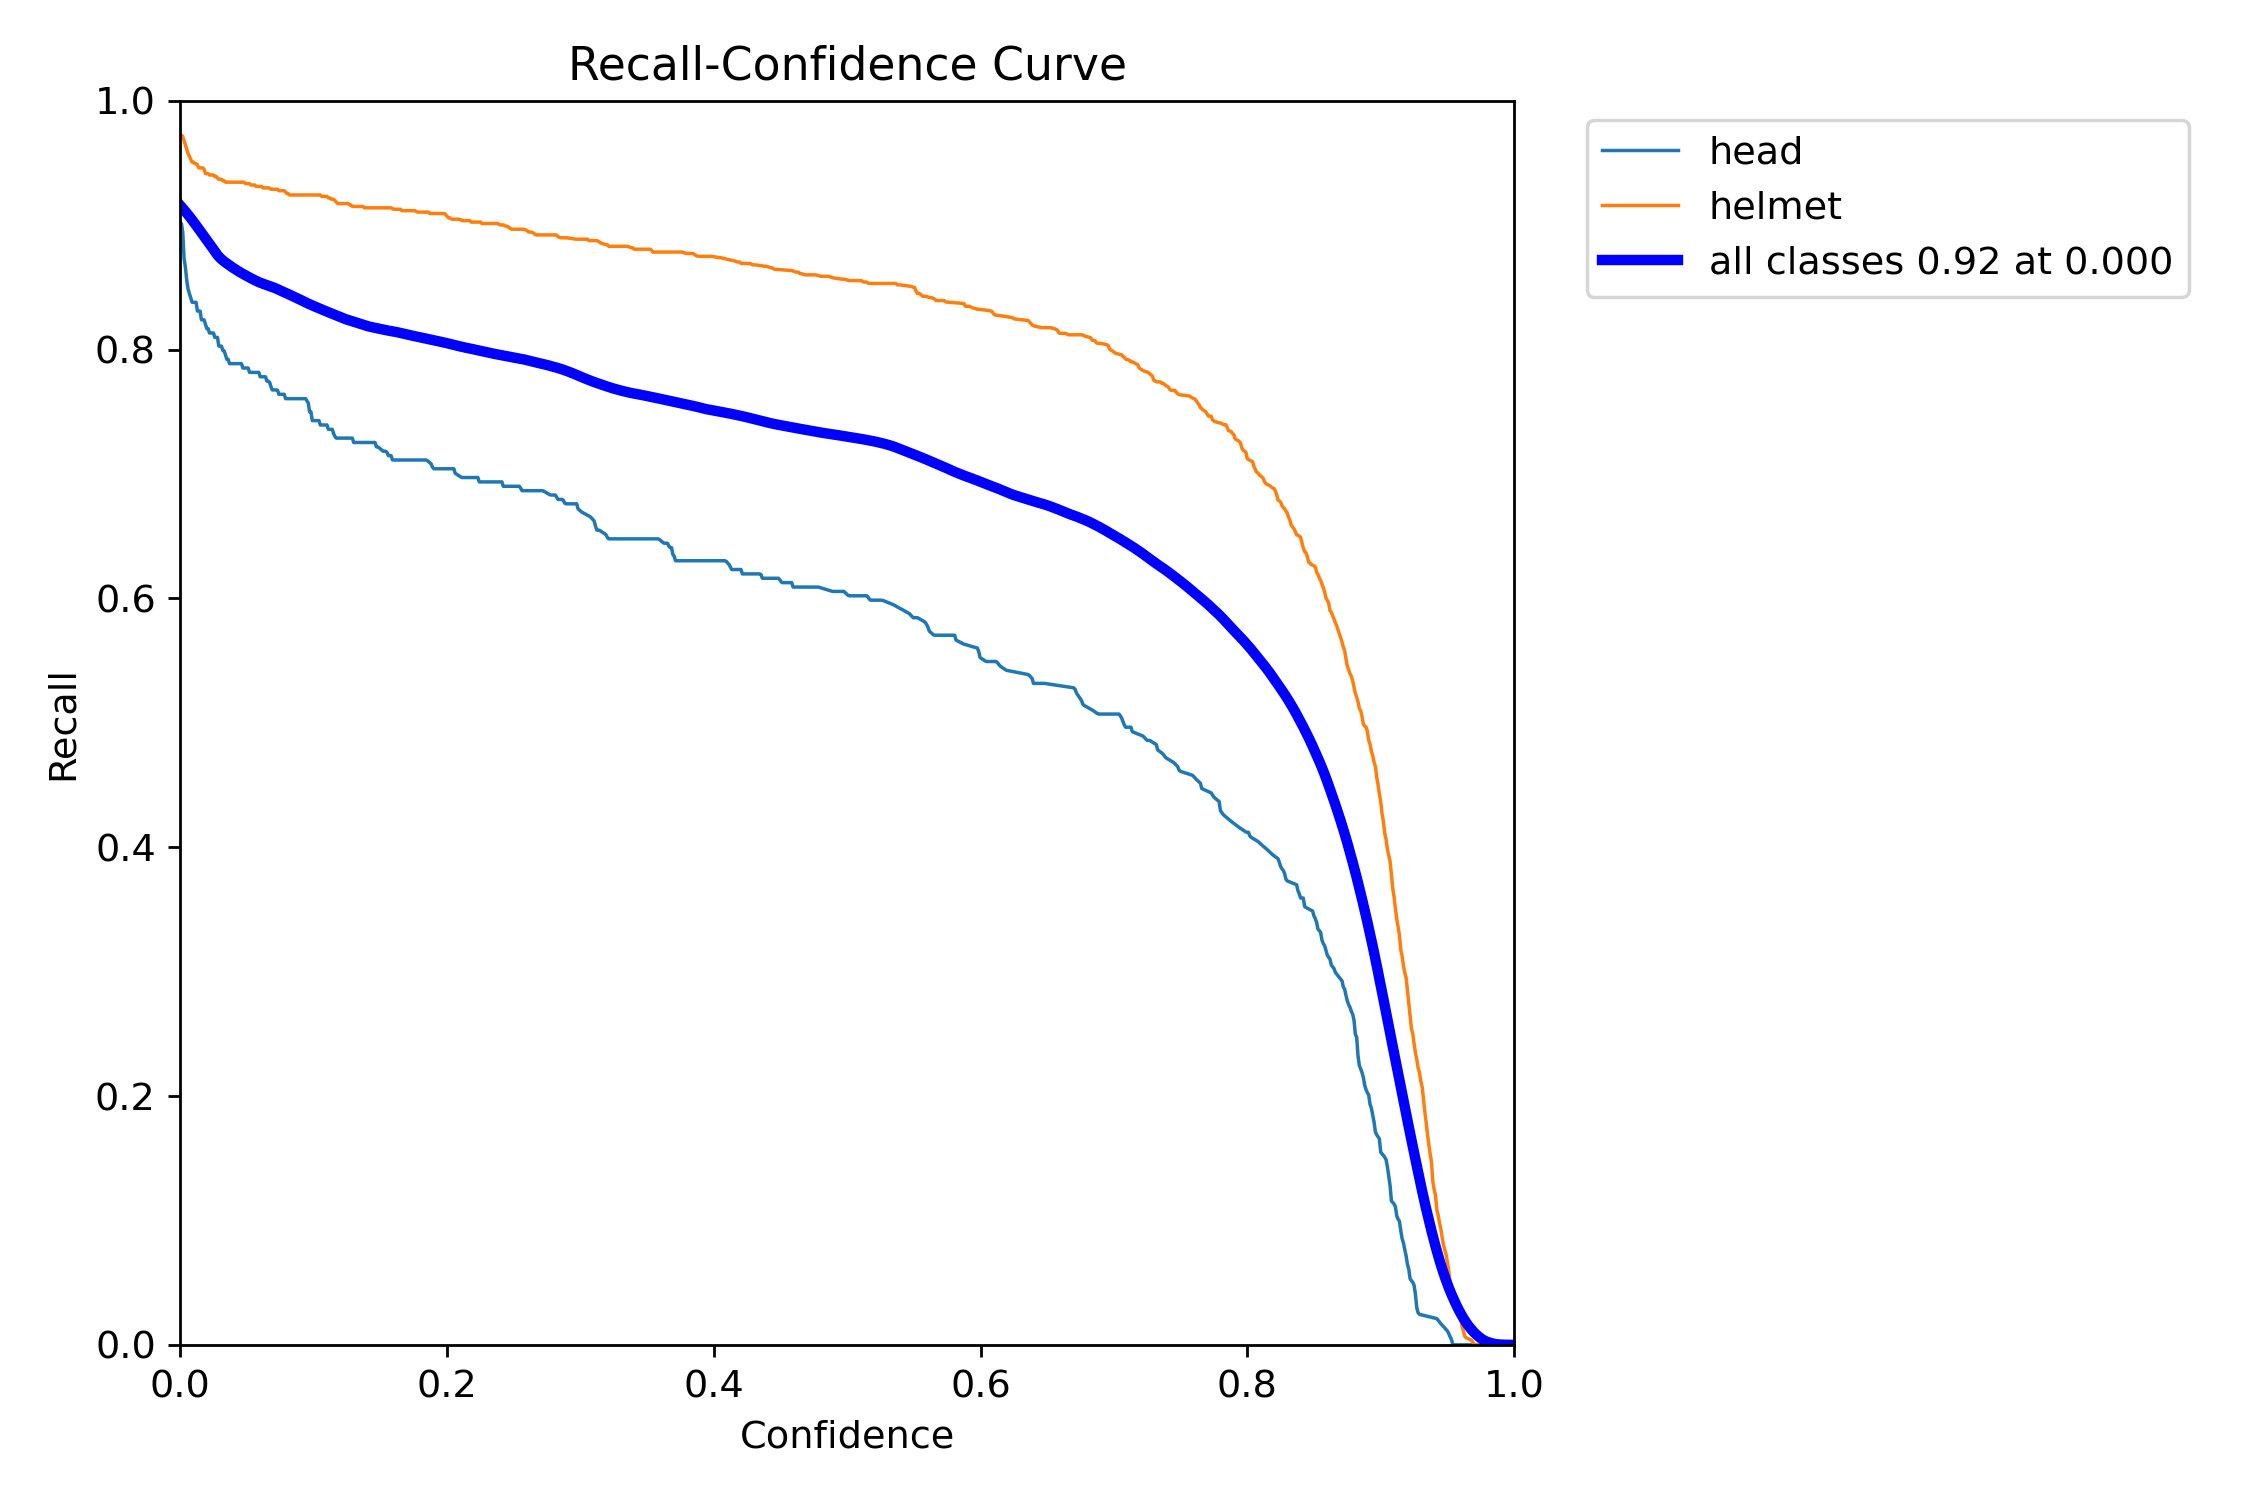 Recall-Confidence Curve
1.0
0.8
0.6
0.4
0.2
0.0
Recall
0.0 0.2 0.4 0.6 0.8 1.0
Confidence
head
helmet
all classes 0.92 at 0.000